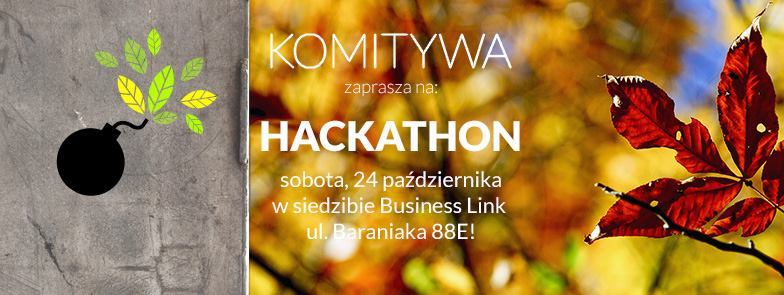 KOMITYWA
zaprasza na:
HACKATHON
sobota, 24 października
w siedzibie Business Link
ul. Baraniaka 88E!